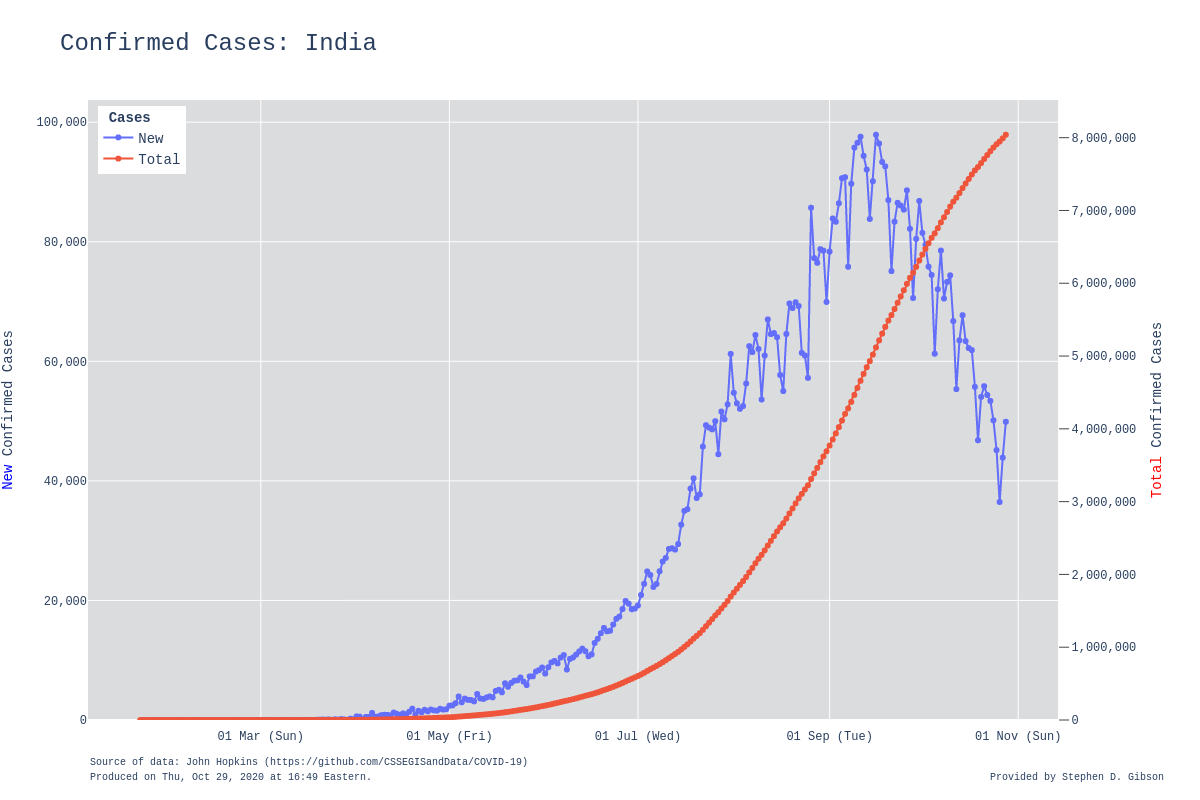 Confirmed Cases: India
Cases
New
Total
100,000
80,000
60,000
40,000
20,000
0
New Confirmed Cases
8,000,000
7,000,000
6,000,000
5,000,000
4,000,000
3,000,000
2,000,000
1,000,000
0
Total Confirmed Cases
01 Mar (Sun) 01 May (Fri) 01 Jul (Wed) 01 Sep (Tue) 01 Nov (Sun)
Source of data: John Hopkins (https://github.com/CSSEGISandData/COVID-19)
Produced on Thu, Oct 29, 2020 at 16:49 Eastern.
Provided by Stephen D. Gibson